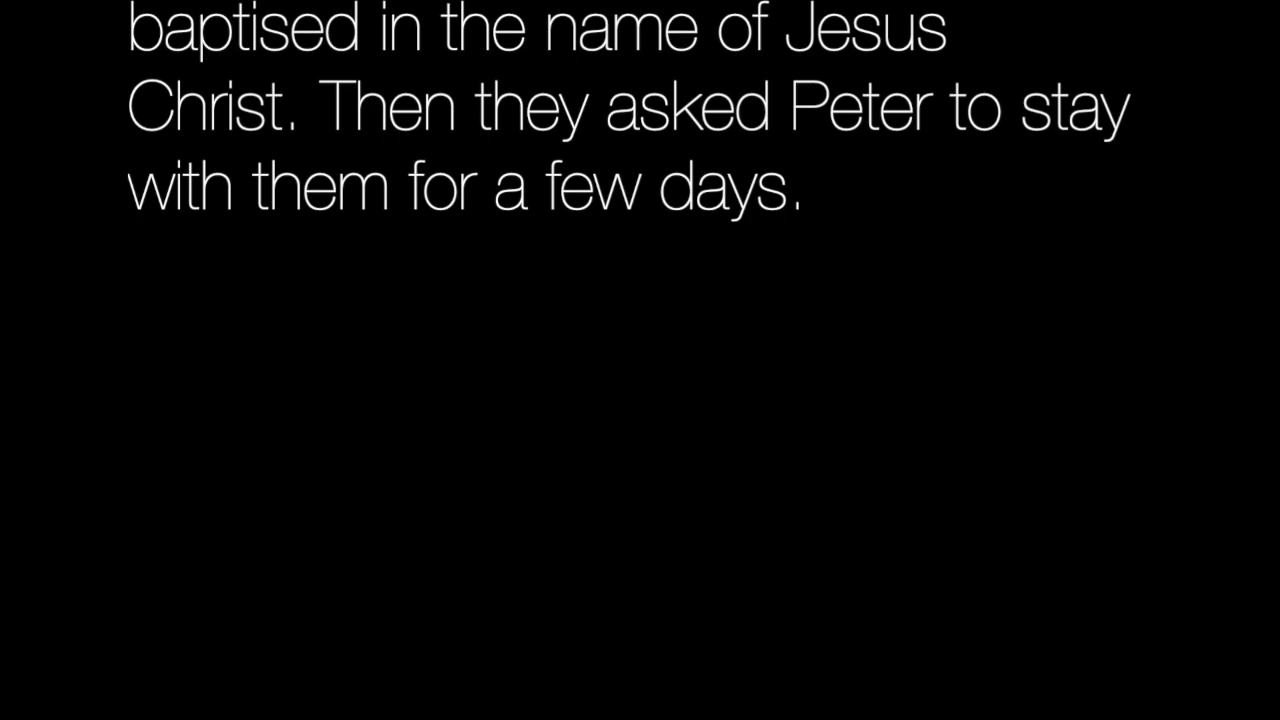 baptised in the name of Jesus
Christ. Then they asked Peter to stay
with them for a few days.